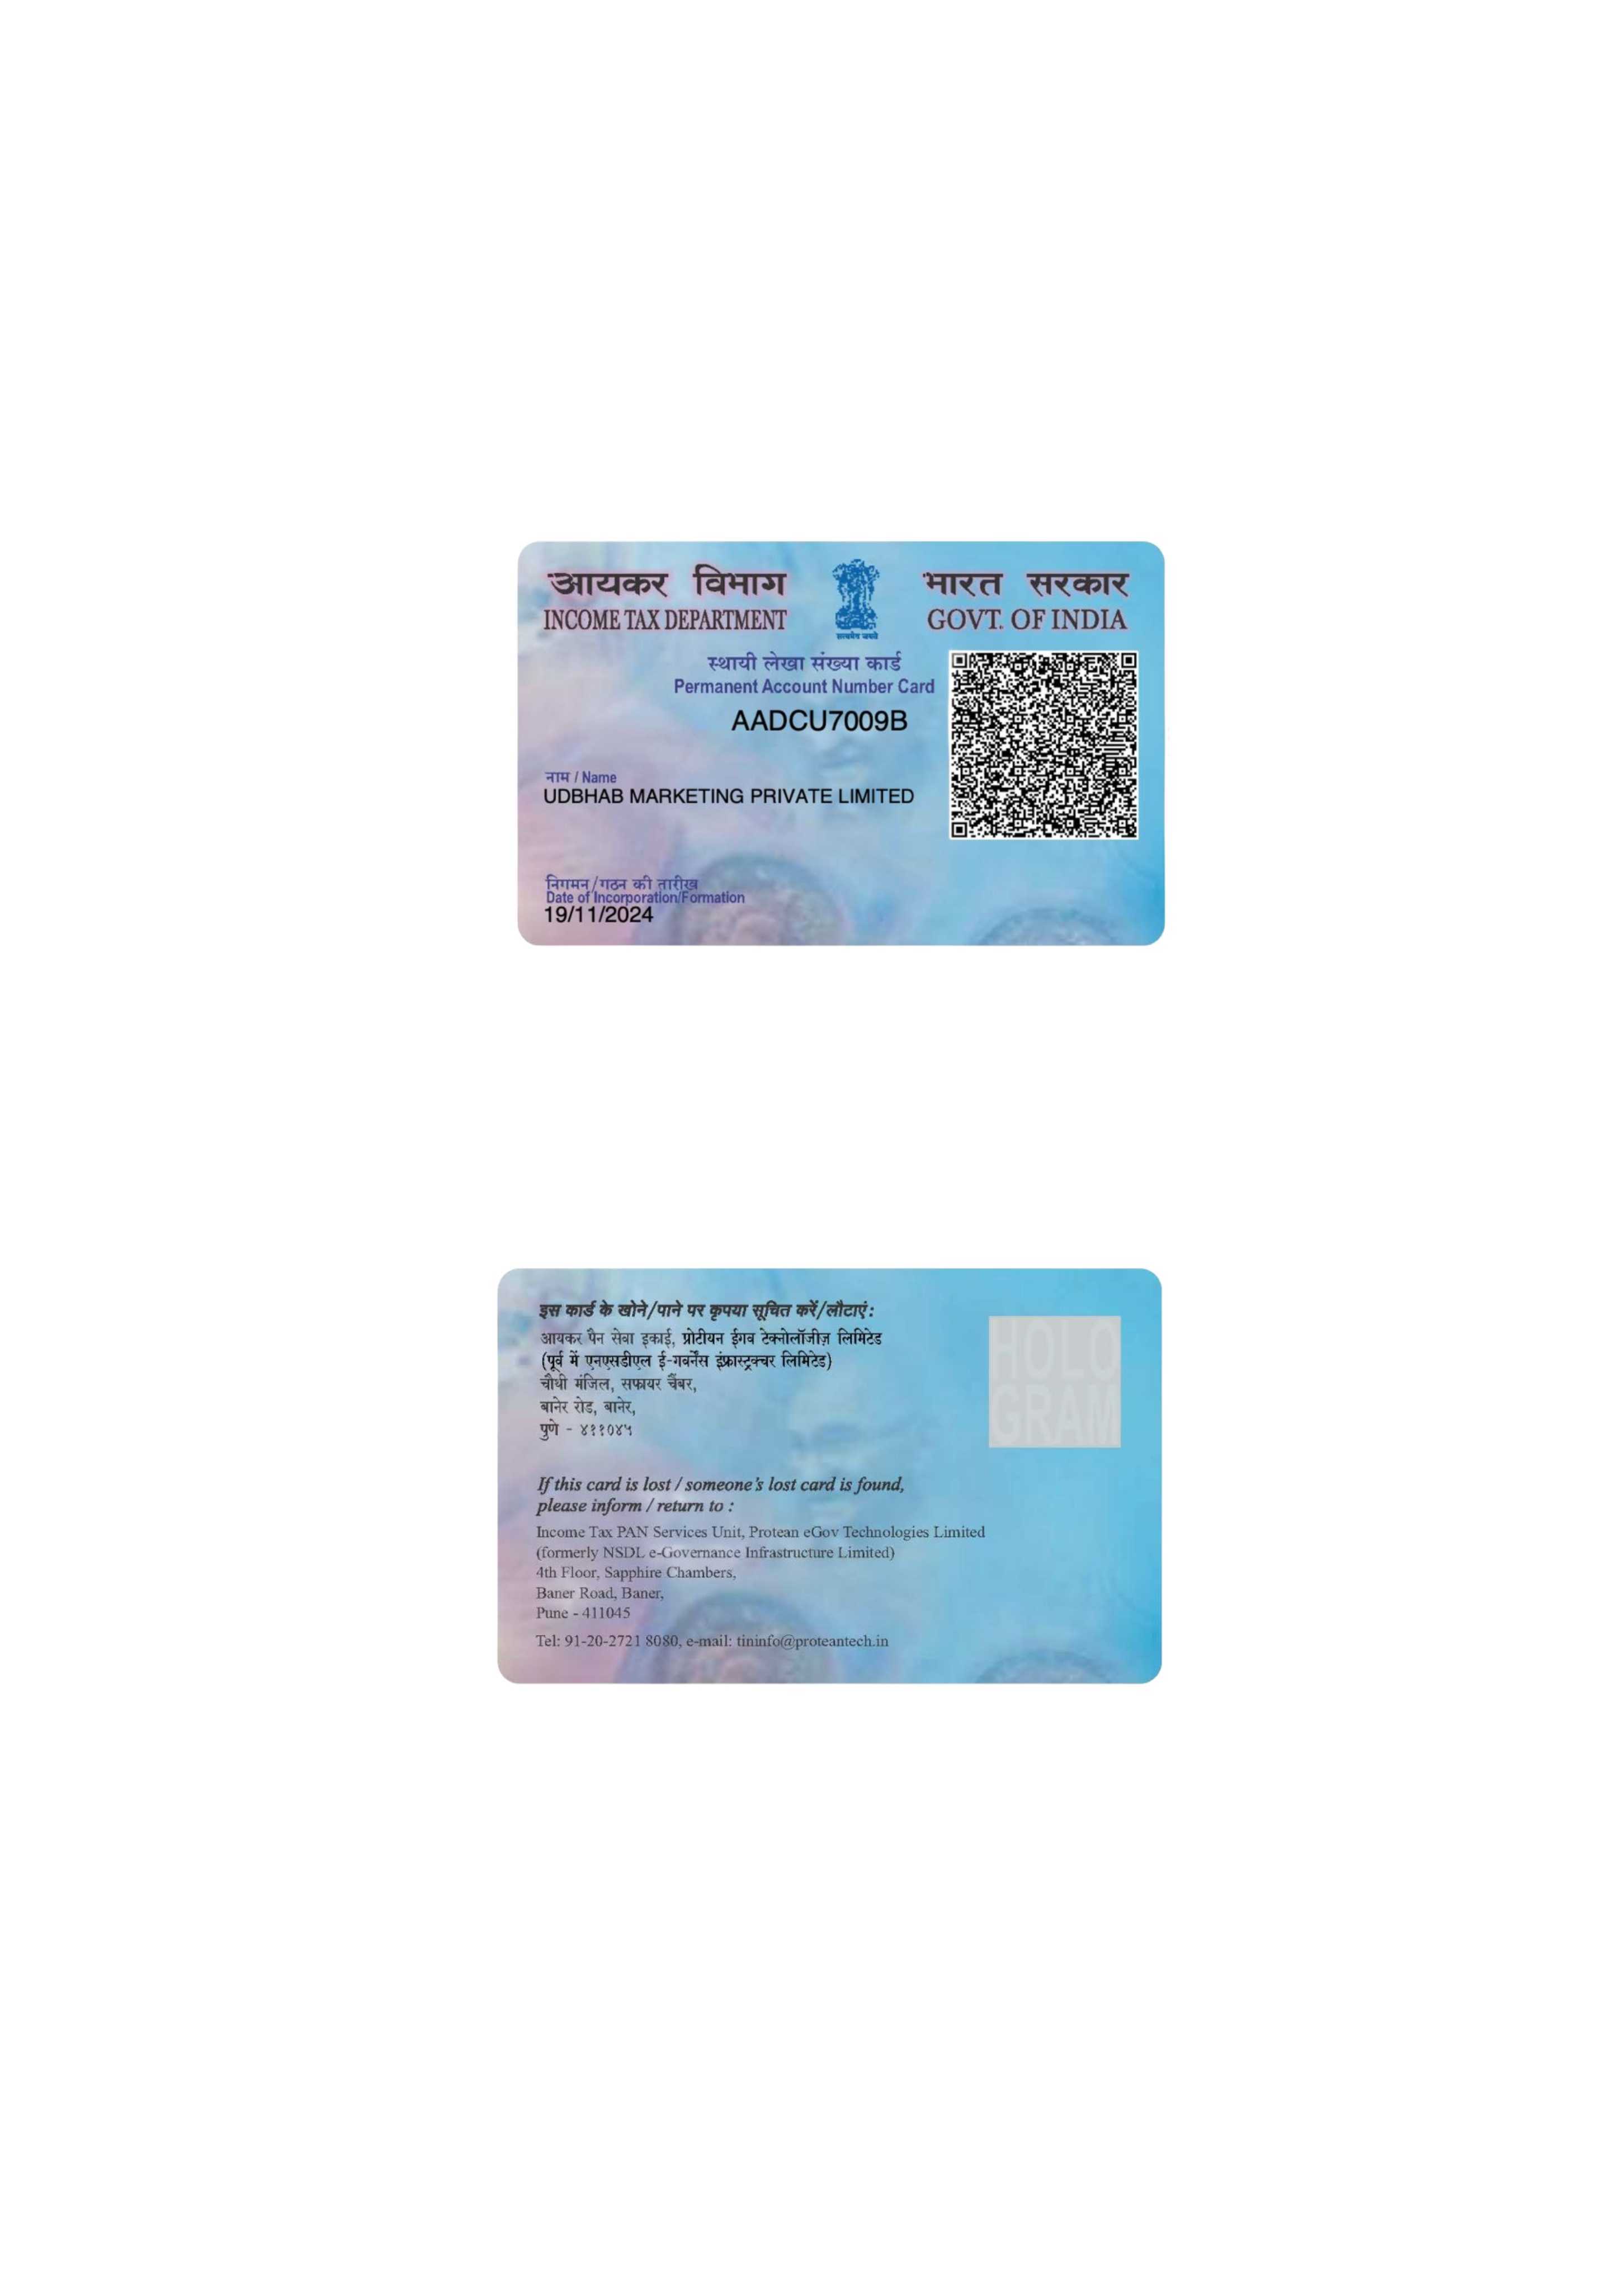 आयकर विभाग
INCOME TAX DEPARTMENT
सत्यमेव जयते
भारत सरकार
GOVT. OF INDIA
स्थायी लेखा संख्या कार्ड
Permanent Account Number Card
AADCU7009B
नाम / Name
UDBHAB MARKETING PRIVATE LIMITED
निगमन/गठन की तारीख
Date of Incorporation/Formation
19/11/2024
इस कार्ड के खोने/पाने पर कृपया सूचित करें/लौटाएं:
आयकर पैन सेवा इकाई, प्रोटीयन ईगव टेक्नोलॉजीज़ लिमिटेड
(पूर्व में एनएसडीएल ई-गवर्नेंस इंफ्रास्ट्रक्चर लिमिटेड)
चौथी मंजिल, सफायर चैंबर,
बानेर रोड, बानेर,
पुणे - ४११०४५
HOLO
GRAM
If this card is lost / someone's lost card is found,
please inform / return to :
Income Tax PAN Services Unit, Protean eGov Technologies Limited
(formerly NSDL e-Governance Infrastructure Limited)
4th Floor, Sapphire Chambers,
Baner Road, Baner,
Pune - 411045
Tel: 91-20-2721 8080, e-mail: tininfo@proteantech.in